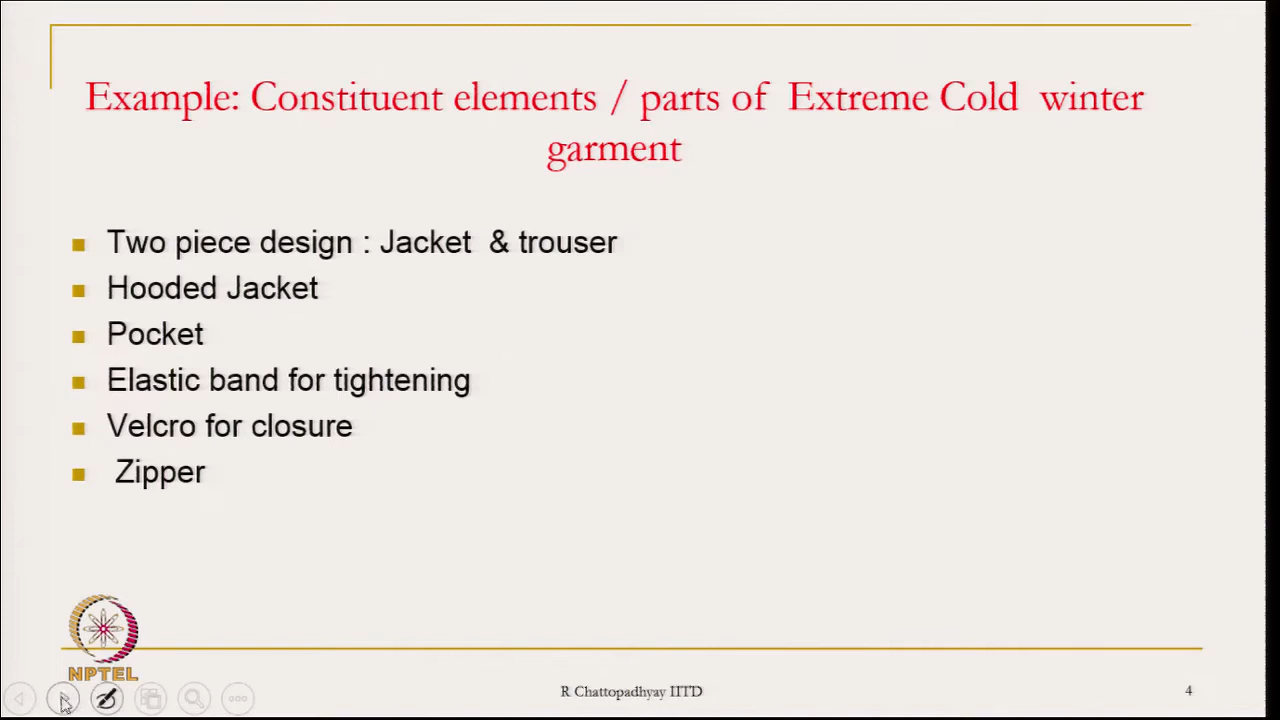 Example: Constituent elements / parts of Extreme Cold winter
garment
Two piece design : Jacket & trouser
Hooded Jacket
Pocket
Elastic band for tightening
Velcro for closure
Zipper
NPTEL
R Chattopadhyay IITD
4